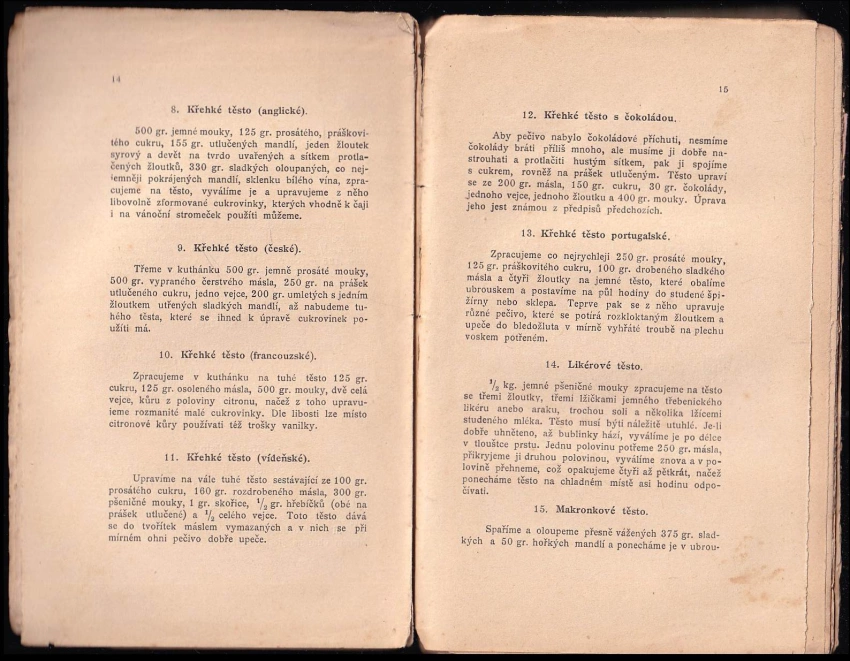 14
8. Křehké těsto (anglické).
500 gr. jemné mouky, 125 gr. prosátého, práškovi-
tého cukru, 155 gr. utlučených mandlí, jeden žloutek
syrový a devět na tvrdo uvařených a sítkem protla-
čených žloutků, 330 gr. sladkých oloupaných, co nej-
jemněji pokrájených mandlí, sklenku bílého vína, zpra-
cujeme na těsto, vyválíme je a upravujeme z něho
libovolně zformované cukrovinky, kterých vhodně k čaji
i na vánoční stromeček použíti můžeme.
9. Křehké těsto (české).
Třeme v kuthánku 500 gr. jemně prosáté mouky,
500 gr. vypraného čerstvého másla, 250 gr. na prášek
utlučeného cukru, jedno vejce, 200 gr. umletých s jedním
žloutkem utřených sladkých mandlí, až nabudeme tu-
hého těsta, které se ihned k úpravě cukrovinek po-
užíti má.
10. Křehké těsto (francouzské).
Zpracujeme v kuthánku na tuhé těsto 125 gr.
cukru, 125 gr. osoleného másla, 500 gr. mouky, dvě celá
vejce, kůru z poloviny citronu, načež z toho upravu-
jeme rozmanité malé cukrovinky. Dle libosti lze místo
citronové kůry používati též trošky vanilky.
11. Křehké těsto (vídeňské).
Upravíme na vále tuhé těsto sestávající ze 100 gr.
prosátého cukru, 160 gr. rozdrobeného másla, 300 gr.
pšeničné mouky, 1 gr. skořice, 1/2 gr. hřebíčků (obé na
prášek utlučené) a 1/2 celého vejce. Toto těsto dává
se do tvořítek máslem vymazaných a v nich se při
mírném ohni pečivo dobře upeče.
15
12. Křehké těsto s čokoládou.
Aby pečivo nabylo čokoládové příchuti, nesmíme
čokolády bráti příliš mnoho, ale musíme ji dobře na-
strouhati a protlačiti hustým sítkem, pak ji spojíme
s cukrem, rovněž na prášek utlučeným. Těsto upraví
se ze 200 gr. másla, 150 gr. cukru, 30 gr. čokolády,
jednoho vejce, jednoho žloutku a 400 gr. mouky. Úprava
jeho jest známou z předpisů předchozích.
13. Křehké těsto portugalské.
Zpracujeme co nejrychleji 250 gr. prosáté mouky,
125 gr. práškovitého cukru, 100 gr. drobeného sladkého
másla a čtyři žloutky na jemné těsto, které obalíme
ubrouskem a postavíme na půl hodiny do studené špi-
žírny nebo sklepa. Teprve pak se z něho upravuje
různé pečivo, které se potírá rozkloktaným žloutkem a
upeče do bledožluta v mírně vyhřáté troubě na plechu
voskem potřeném.
14. Likérové těsto.
1/2 kg. jemné pšeničné mouky zpracujeme na těsto
se třemi žloutky, třemi lžičkami jemného třebenického
likéru anebo araku, trochou soli a několika lžícemi
studeného mléka. Těsto musí býti náležitě utuhlé. Je-li
dobře uhněteno, až bublinky hází, vyválíme je po délce
v tloušťce prstu. Jednu polovinu potřeme 250 gr. másla,
přikryjeme ji druhou polovinou, vyválíme znova a v po-
lovině přehneme, což opakujeme čtyři až pětkrát, načež
ponecháme těsto na chladném místě asi hodinu odpo-
čívati.
15. Makronkové těsto.
Spaříme a oloupeme přesně vážených 375 gr. slad-
kých a 50 gr. hořkých mandlí a ponecháme je v ubrou-